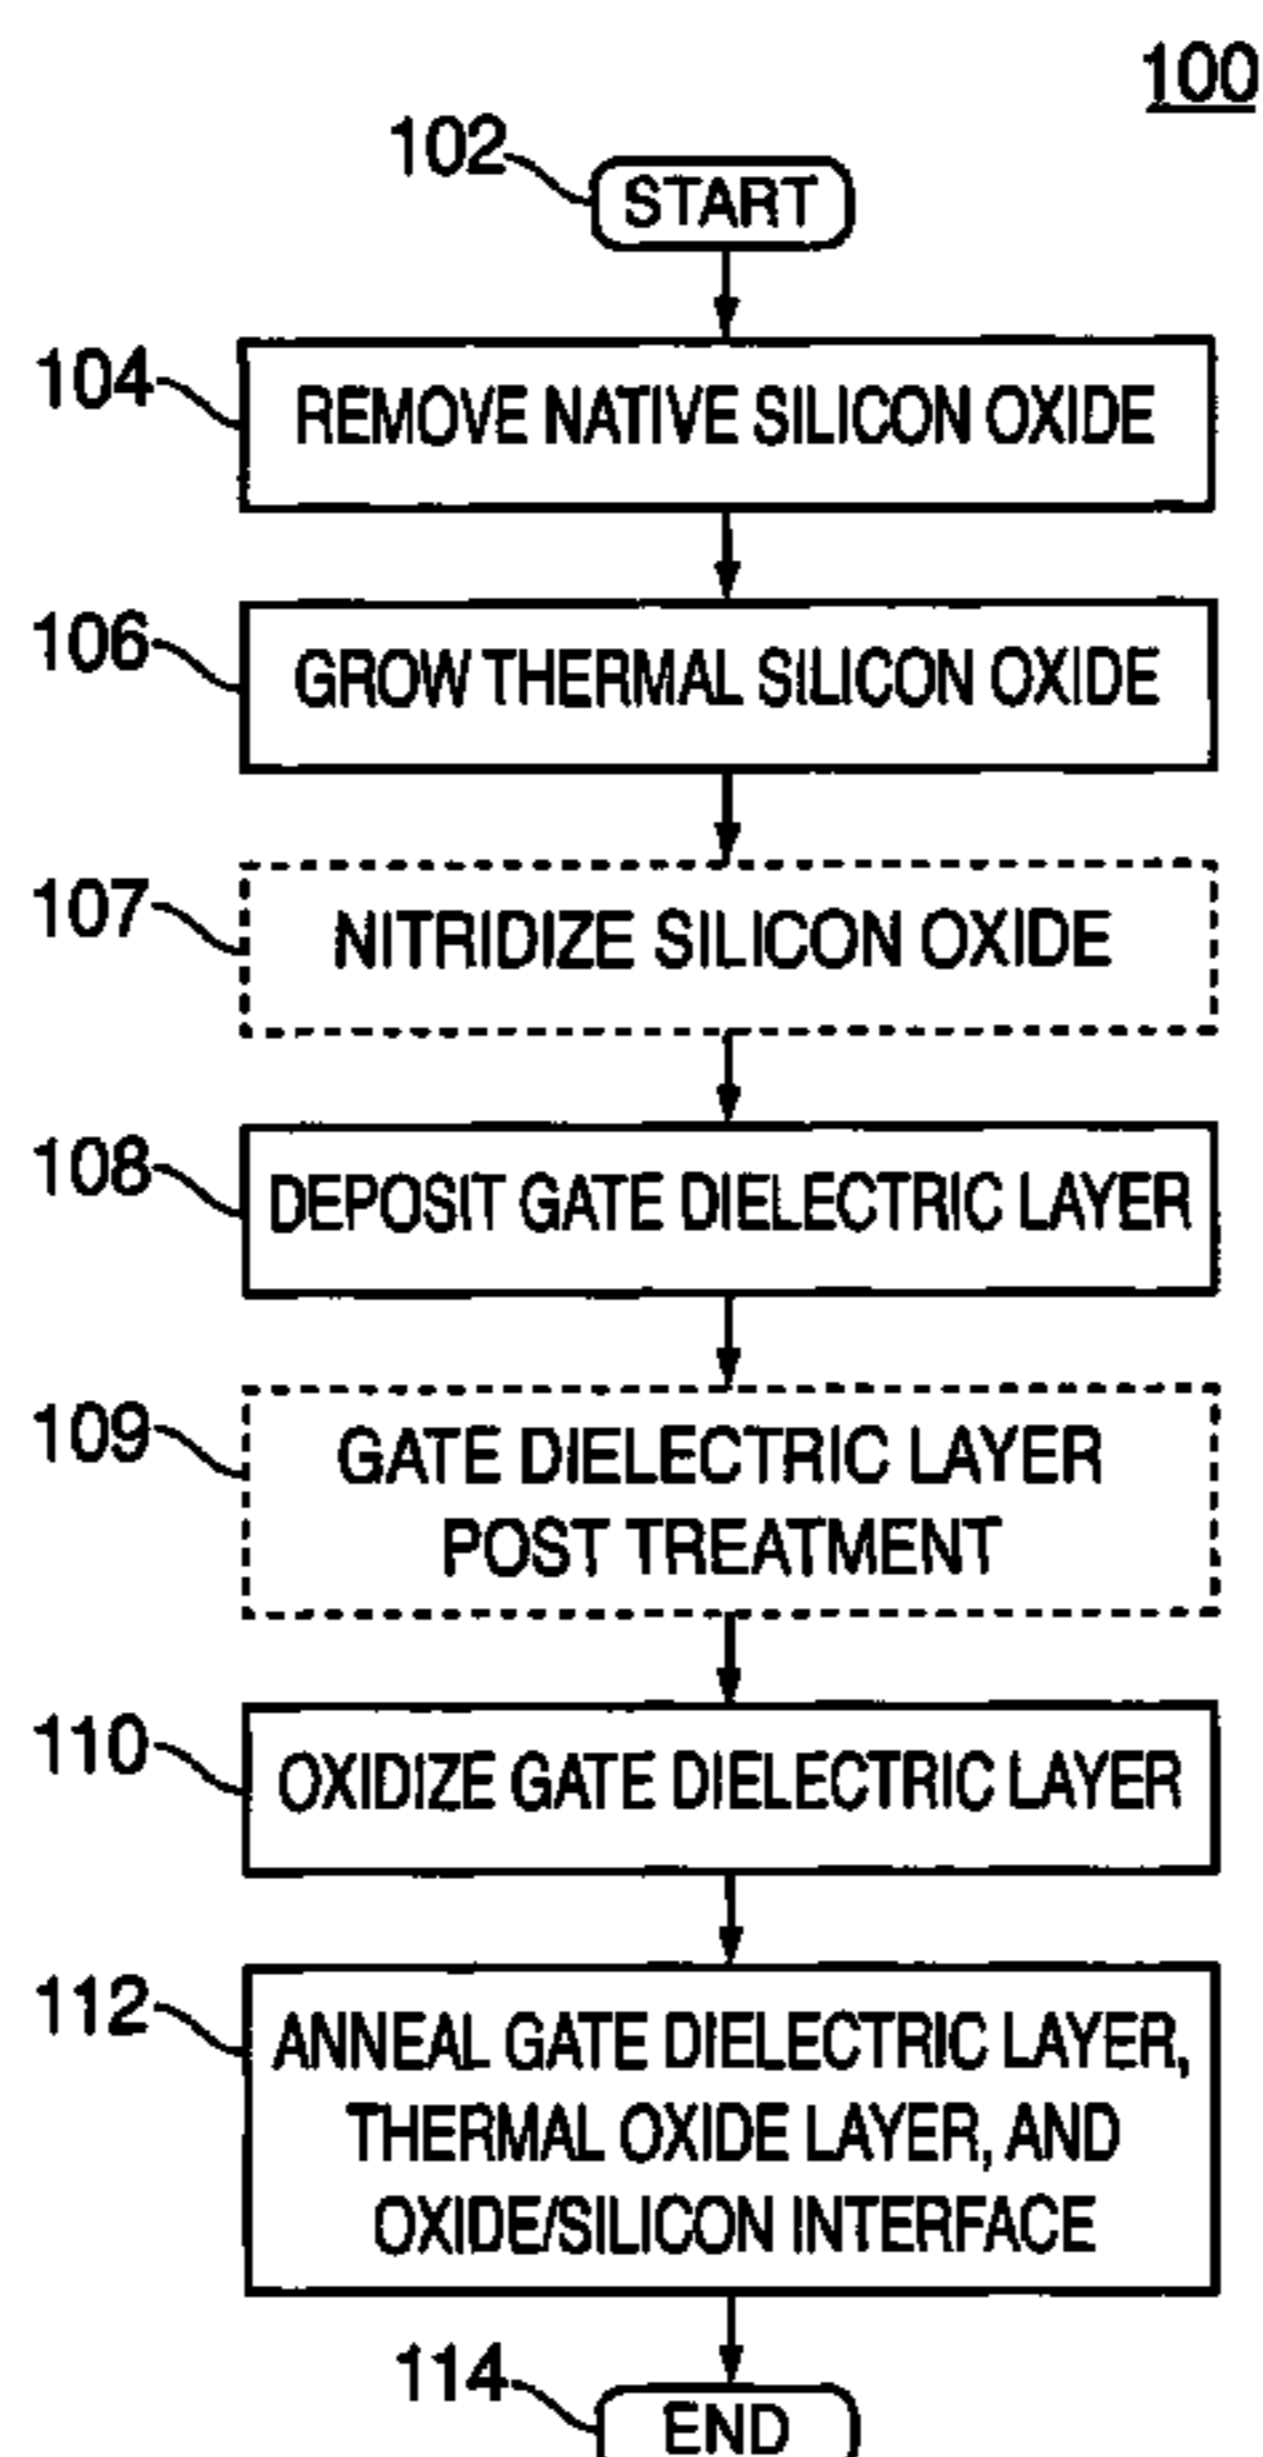 100
102
START
104
REMOVE NATIVE SILICON OXIDE
106
GROW THERMAL SILICON OXIDE
107
NITRIDIZE SILICON OXIDE
108
DEPOSIT GATE DIELECTRIC LAYER
109
GATE DIELECTRIC LAYER
POST TREATMENT
110
OXIDIZE GATE DIELECTRIC LAYER
112
ANNEAL GATE DIELECTRIC LAYER,
THERMAL OXIDE LAYER, AND
OXIDE/SILICON INTERFACE
114
END